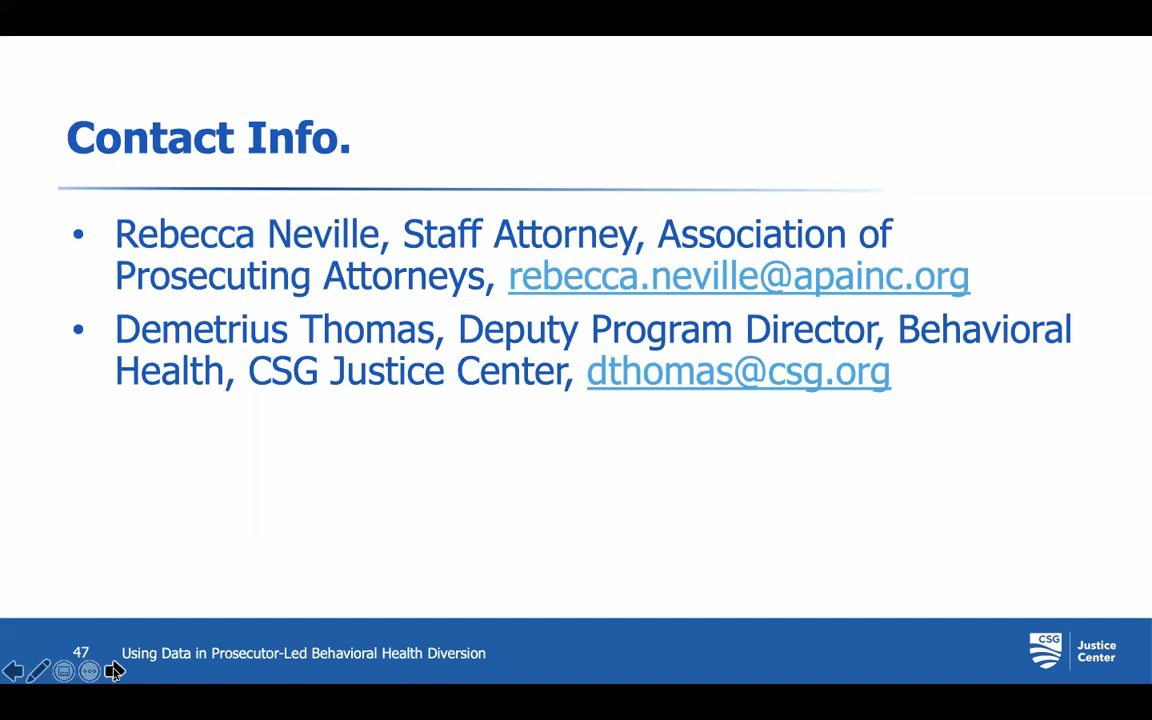 Contact Info.
• Rebecca Neville, Staff Attorney, Association of
Prosecuting Attorneys, rebecca.neville@apainc.org
• Demetrius Thomas, Deputy Program Director, Behavioral
Health, CSG Justice Center, dthomas@csg.org
47 Using Data in Prosecutor-Led Behavioral Health Diversion
CSG
Justice
Center